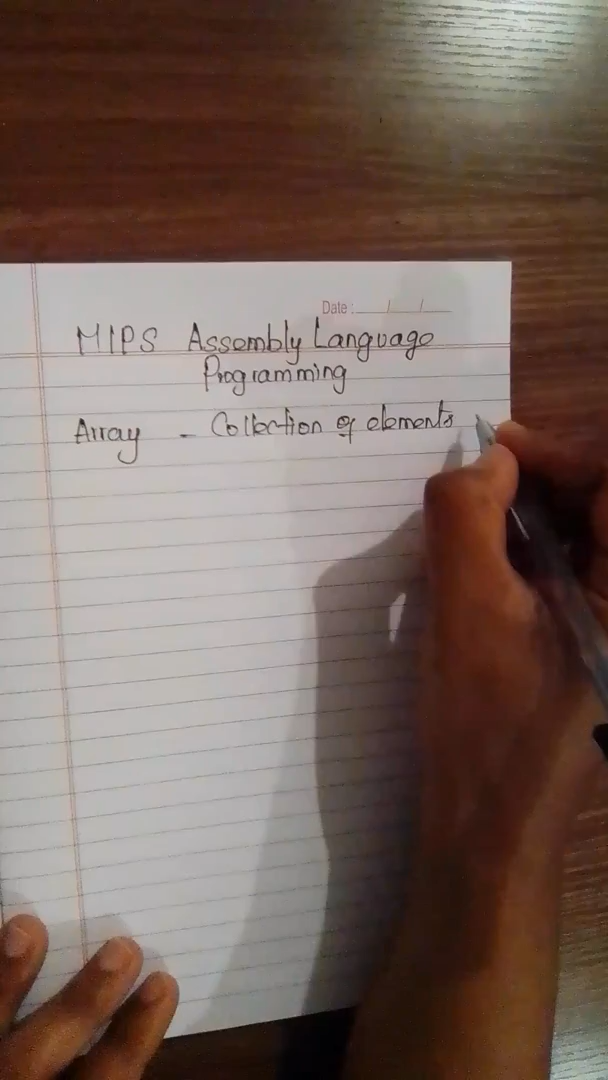 Date : / /
MIPS Assembly Language
Programming
Array - Collection of elements